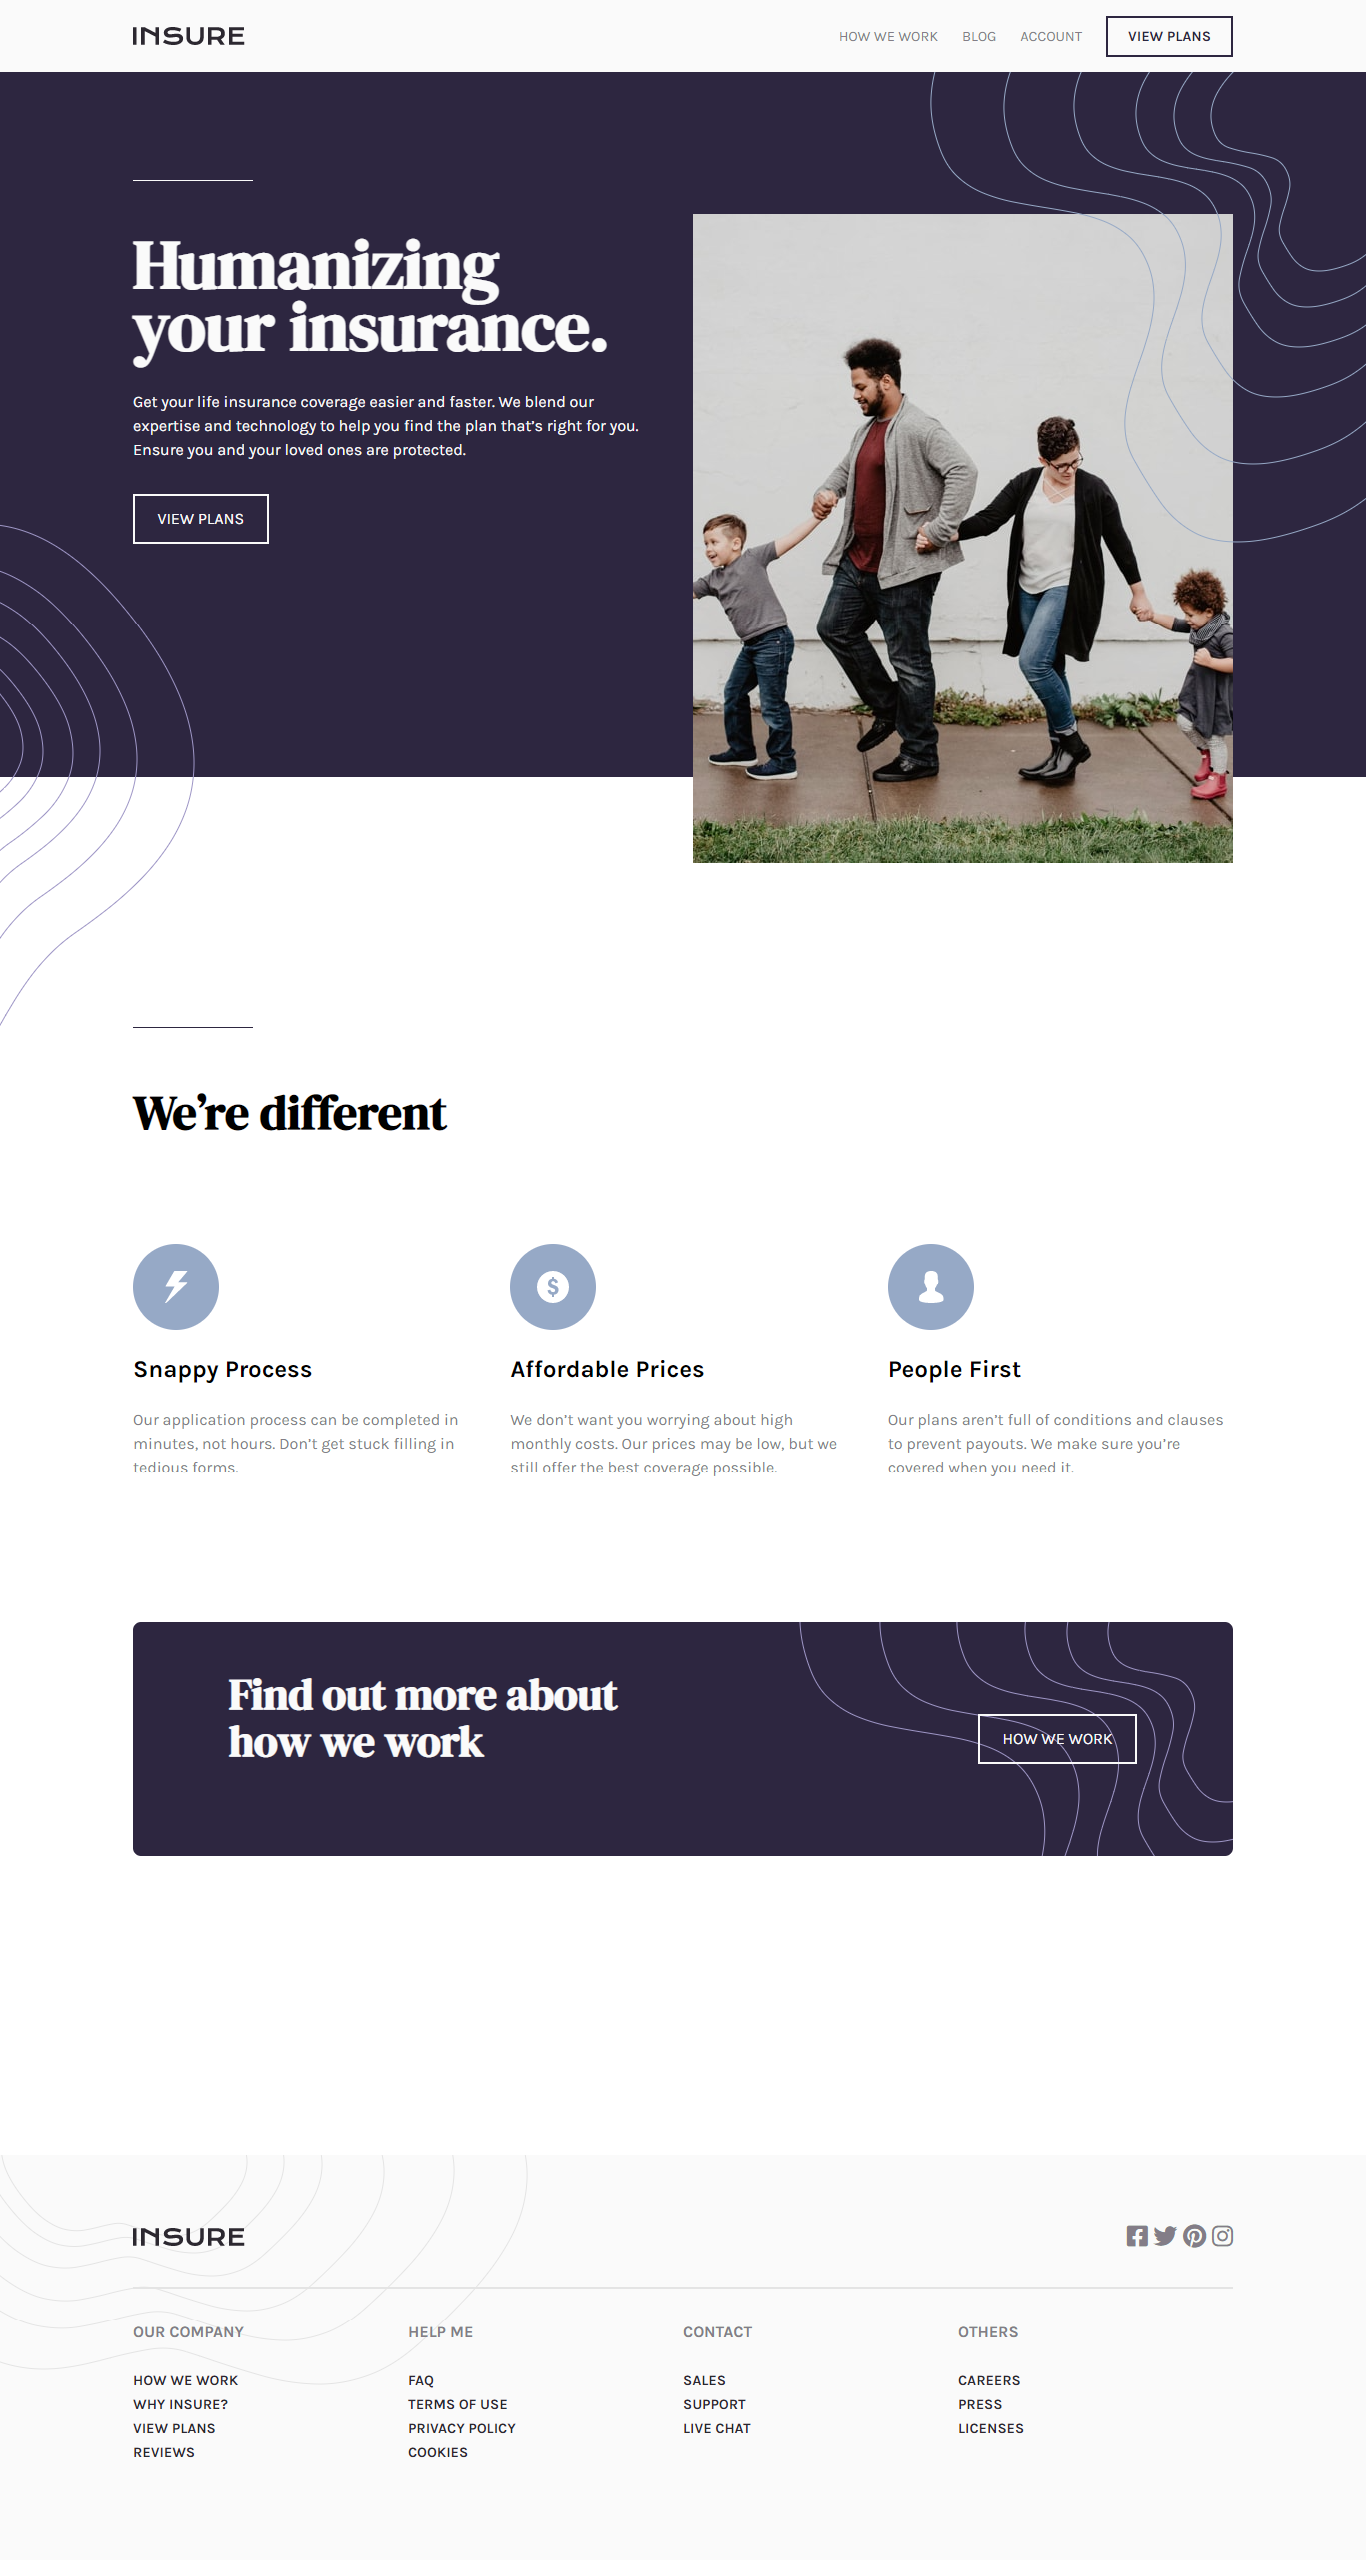 INSURE
HOW WE WORK BLOG ACCOUNT VIEW PLANS
Humanizing
your insurance.
Get your life insurance coverage easier and faster. We blend our
expertise and technology to help you find the plan that’s right for you.
Ensure you and your loved ones are protected.
VIEW PLANS
We’re different
Snappy Process
Our application process can be completed in
minutes, not hours. Don’t get stuck filling in
tedious forms.
Affordable Prices
We don’t want you worrying about high
monthly costs. Our prices may be low, but we
still offer the best coverage possible.
People First
Our plans aren’t full of conditions and clauses
to prevent payouts. We make sure you’re
covered when you need it.
Find out more about
how we work
HOW WE WORK
INSURE
OUR COMPANY
HOW WE WORK
WHY INSURE?
VIEW PLANS
REVIEWS
HELP ME
FAQ
TERMS OF USE
PRIVACY POLICY
COOKIES
CONTACT
SALES
SUPPORT
LIVE CHAT
OTHERS
CAREERS
PRESS
LICENSES